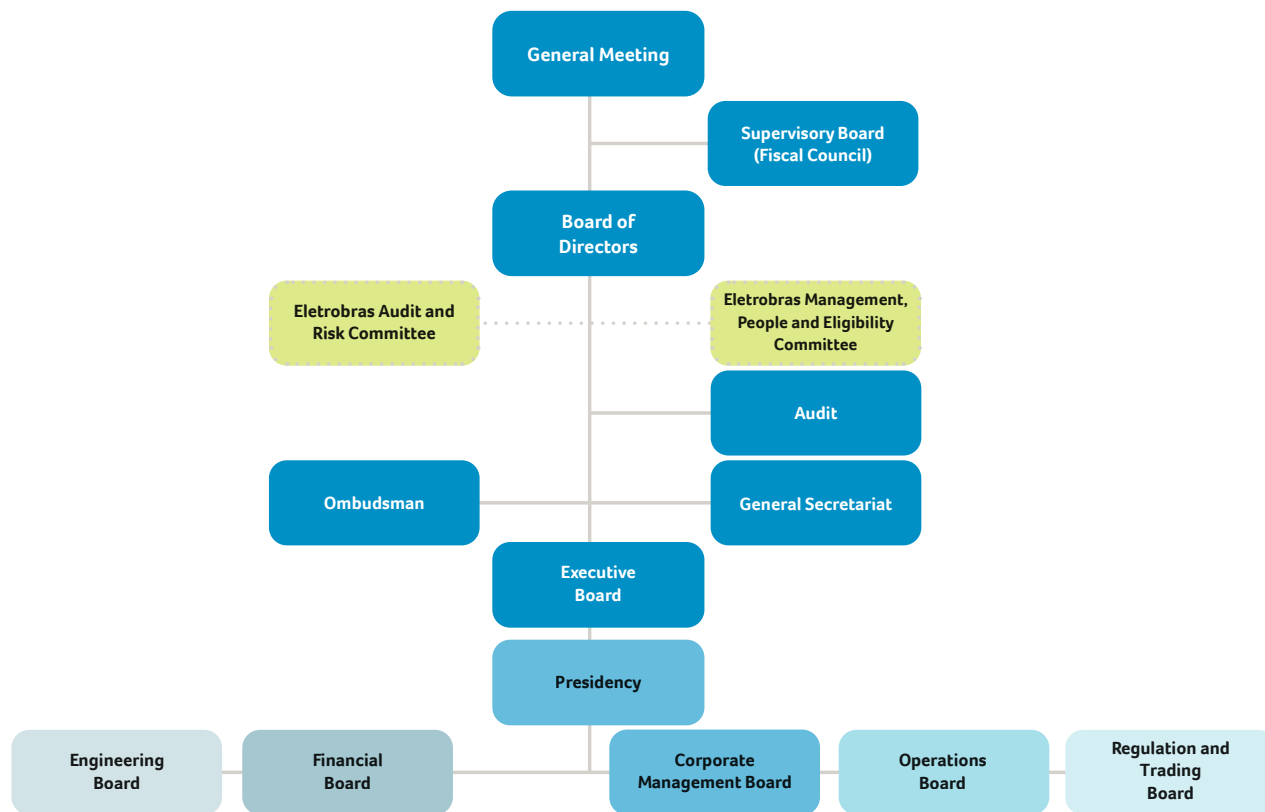 General Meeting
Supervisory Board
(Fiscal Council)
Board of
Directors
Eletrobras Audit and
Risk Committee
Eletrobras Management,
People and Eligibility
Committee
Audit
Ombudsman
General Secretariat
Executive
Board
Presidency
Engineering
Board
Financial
Board
Corporate
Management Board
Operations
Board
Regulation and
Trading
Board